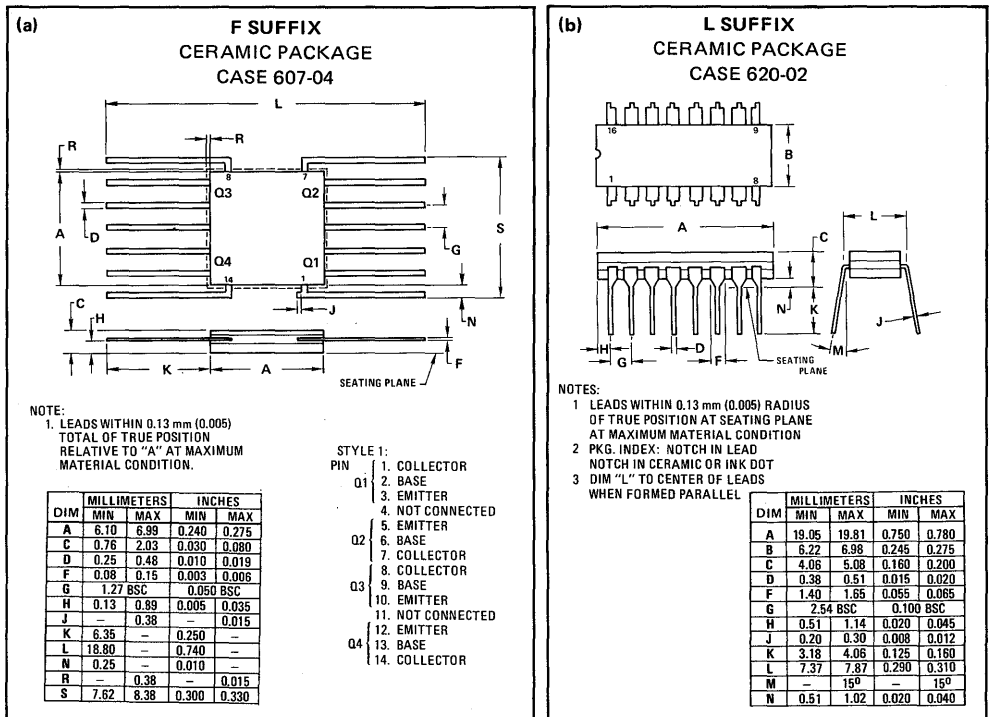 (a)
F SUFFIX
CERAMIC PACKAGE
CASE 607-04
L
R
R
8
7
Q3
Q2
A
D
S
G
Q4
Q1
14
1
C
H
J
N
F
K
A
SEATING PLANE
NOTE:
1. LEADS WITHIN 0.13 mm (0.005)
TOTAL OF TRUE POSITION
RELATIVE TO "A" AT MAXIMUM
MATERIAL CONDITION.
STYLE 1:
PIN
Q1
1. COLLECTOR
2. BASE
3. EMITTER
4. NOT CONNECTED
Q2
5. EMITTER
6. BASE
7. COLLECTOR
Q3
8. COLLECTOR
9. BASE
10. EMITTER
11. NOT CONNECTED
Q4
12. EMITTER
13. BASE
14. COLLECTOR
MILLIMETERS INCHES
DIM MIN MAX MIN MAX
A 6.10 6.99 0.240 0.275
C 0.76 2.03 0.030 0.080
D 0.25 0.48 0.010 0.019
F 0.08 0.15 0.003 0.006
G 1.27 BSC 0.050 BSC
H 0.13 0.89 0.005 0.035
J – 0.38 – 0.015
K 6.35 – 0.250 –
L 18.80 – 0.740 –
N 0.25 – 0.010 –
R – 0.38 – 0.015
S 7.62 8.38 0.300 0.330
(b)
L SUFFIX
CERAMIC PACKAGE
CASE 620-02
16
9
B
1
8
A
L
C
N
K
J
H
G
D
F
M
SEATING
PLANE
NOTES:
1 LEADS WITHIN 0.13 mm (0.005) RADIUS
OF TRUE POSITION AT SEATING PLANE
AT MAXIMUM MATERIAL CONDITION
2 PKG. INDEX: NOTCH IN LEAD
NOTCH IN CERAMIC OR INK DOT
3 DIM "L" TO CENTER OF LEADS
WHEN FORMED PARALLEL
MILLIMETERS INCHES
DIM MIN MAX MIN MAX
A 19.05 19.81 0.750 0.780
B 6.22 6.98 0.245 0.275
C 4.06 5.08 0.160 0.200
D 0.38 0.51 0.015 0.020
F 1.40 1.65 0.055 0.065
G 2.54 BSC 0.100 BSC
H 0.51 1.14 0.020 0.045
J 0.20 0.30 0.008 0.012
K 3.18 4.06 0.125 0.160
L 7.37 7.87 0.290 0.310
M – 15° – 15°
N 0.51 1.02 0.020 0.040